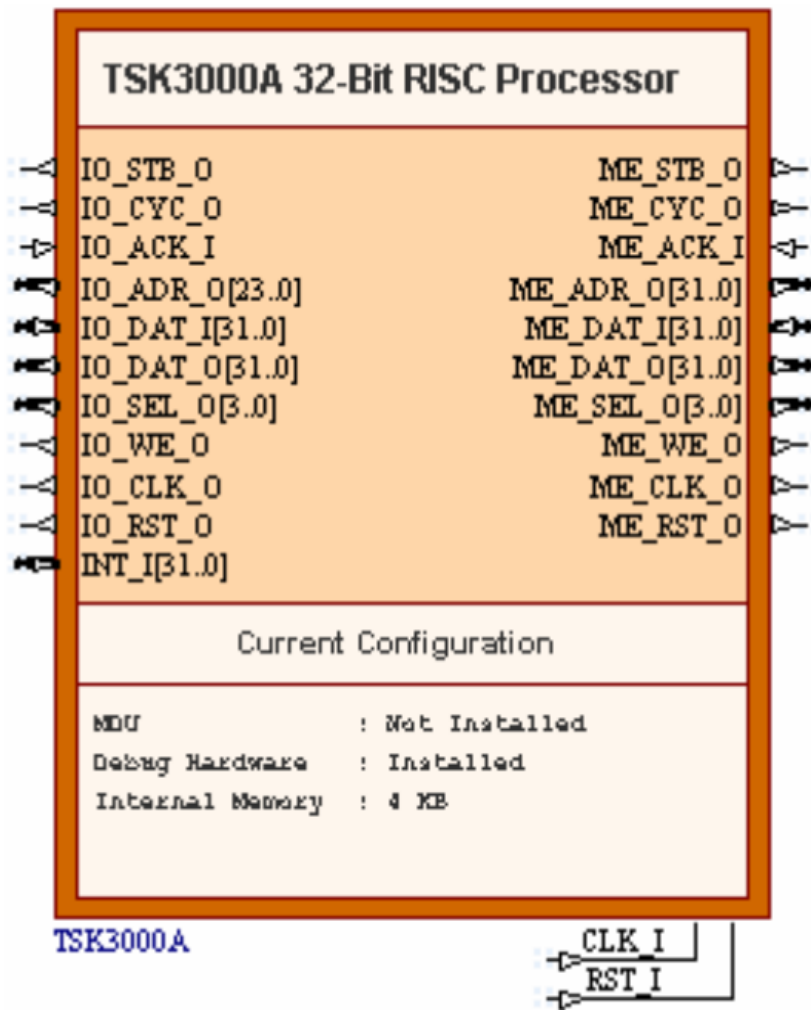 TSK3000A 32-Bit RISC Processor
IO_STB_O ME_STB_O
IO_CYC_O ME_CYC_O
IO_ACK_I ME_ACK_I
IO_ADR_O[23..0] ME_ADR_O[31..0]
IO_DAT_I[31..0] ME_DAT_I[31..0]
IO_DAT_O[31..0] ME_DAT_O[31..0]
IO_SEL_O[3..0] ME_SEL_O[3..0]
IO_WE_O ME_WE_O
IO_CLK_O ME_CLK_O
IO_RST_O ME_RST_O
INT_I[31..0]
Current Configuration
MDU : Not Installed
Debug Hardware : Installed
Internal Memory : 4 KB
TSK3000A CLK_I
RST_I